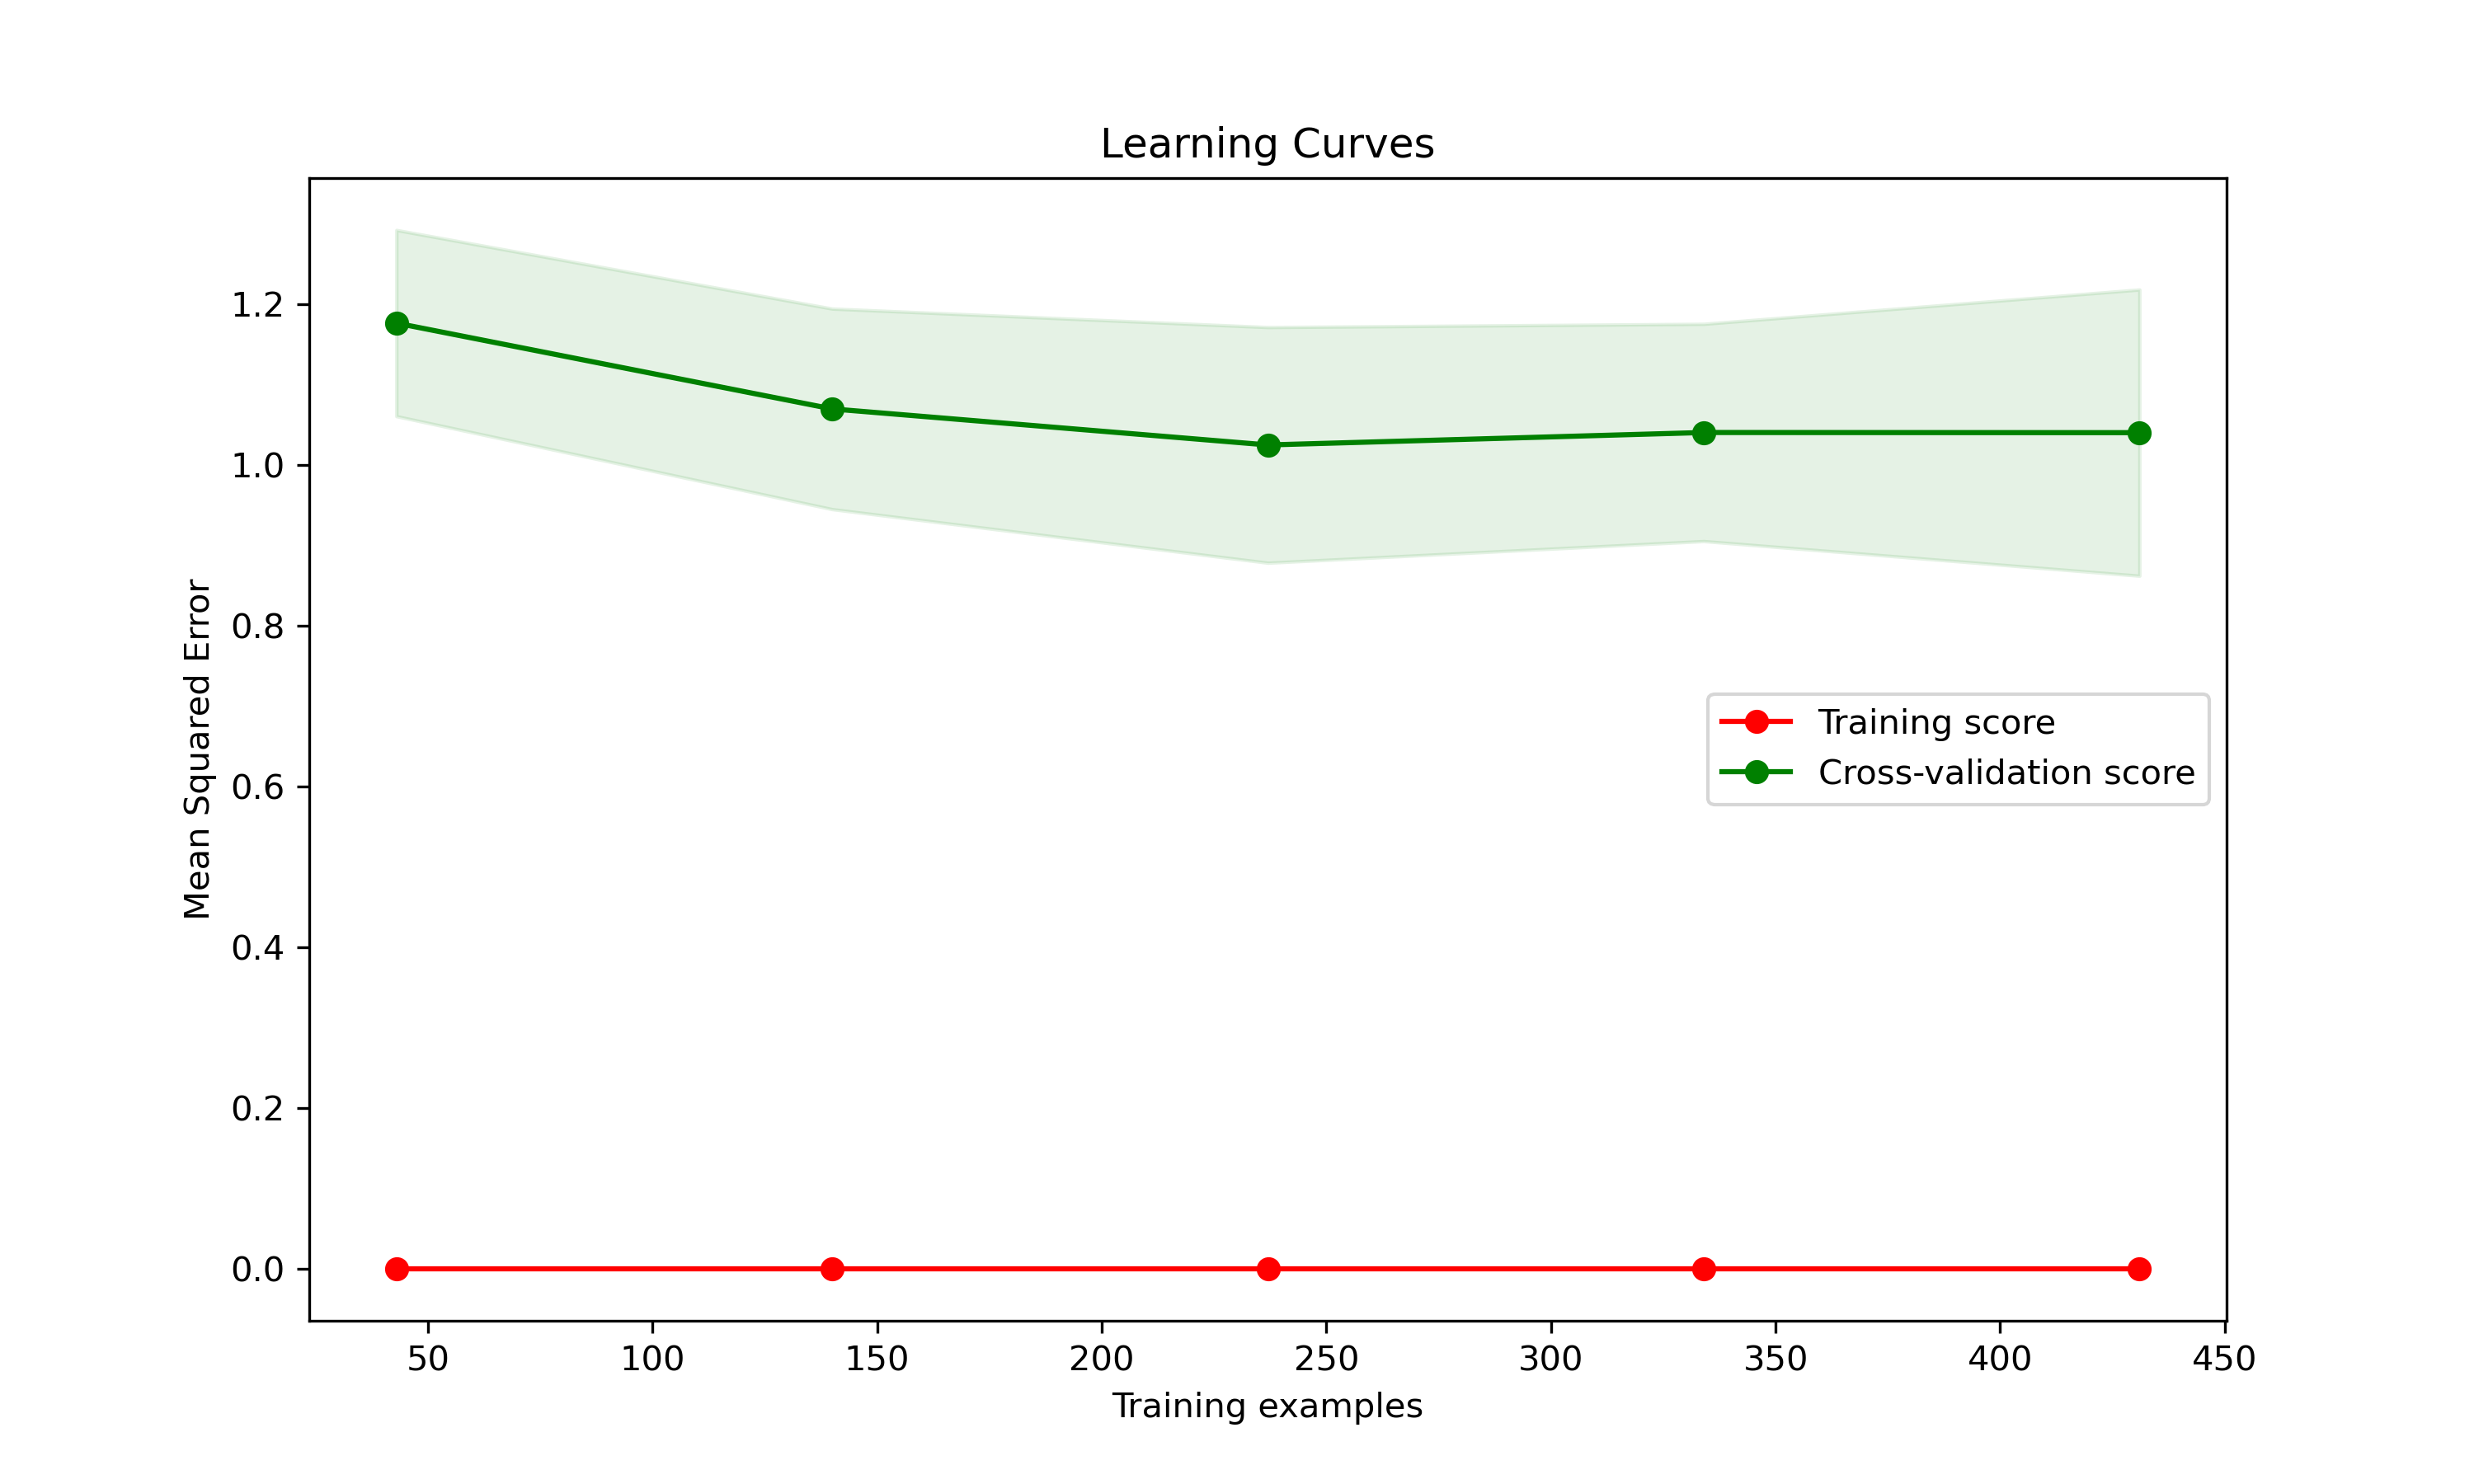 Learning Curves
Mean Squared Error
1.2
1.0
0.8
0.6
0.4
0.2
0.0
Training score
Cross-validation score
50 100 150 200 250 300 350 400 450
Training examples